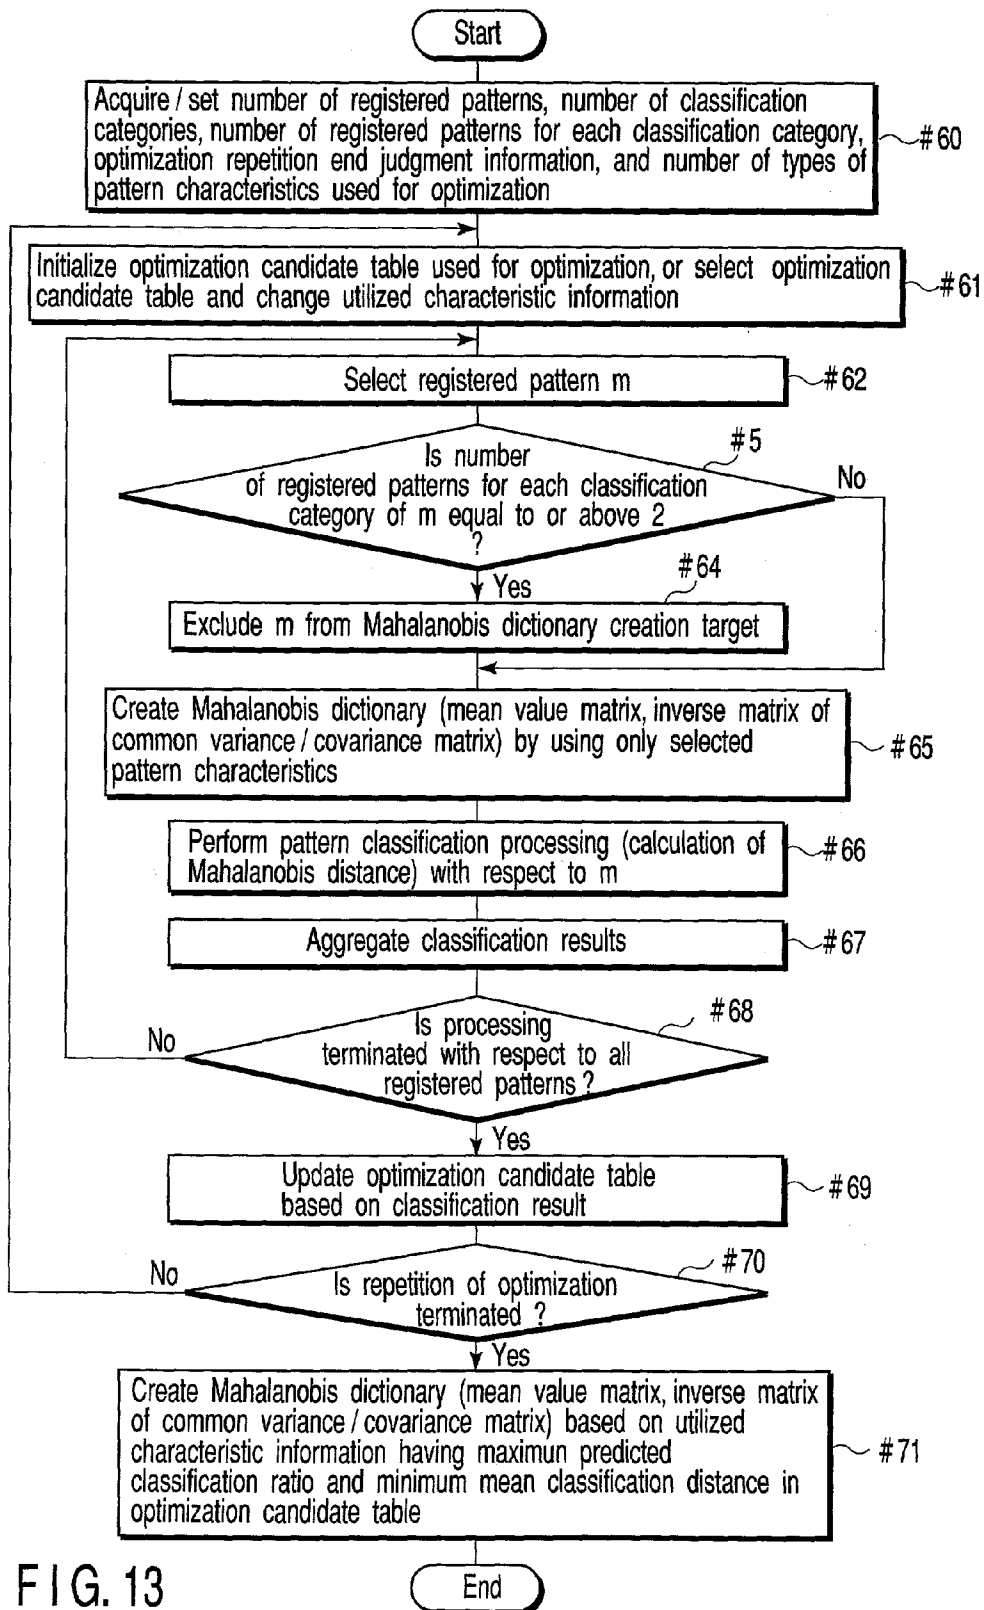 Start
Acquire / set number of registered patterns, number of classification
categories, number of registered patterns for each classification category,
optimization repetition end judgment information, and number of types of
pattern characteristics used for optimization
#60
Initialize optimization candidate table used for optimization, or select optimization
candidate table and change utilized characteristic information
#61
Select registered pattern m
#62
Is number
of registered patterns for each classification
category of m equal to or above 2
?
#5
No
Yes
#64
Exclude m from Mahalanobis dictionary creation target
Create Mahalanobis dictionary (mean value matrix, inverse matrix of
common variance / covariance matrix) by using only selected
pattern characteristics
#65
Perform pattern classification processing (calculation of
Mahalanobis distance) with respect to m
#66
Aggregate classification results
#67
Is processing
terminated with respect to all
registered patterns ?
#68
No
Yes
Update optimization candidate table
based on classification result
#69
Is repetition of optimization
terminated ?
#70
No
Yes
Create Mahalanobis dictionary (mean value matrix, inverse matrix
of common variance / covariance matrix) based on utilized
characteristic information having maximun predicted
classification ratio and minimum mean classification distance in
optimization candidate table
#71
End
FIG. 13